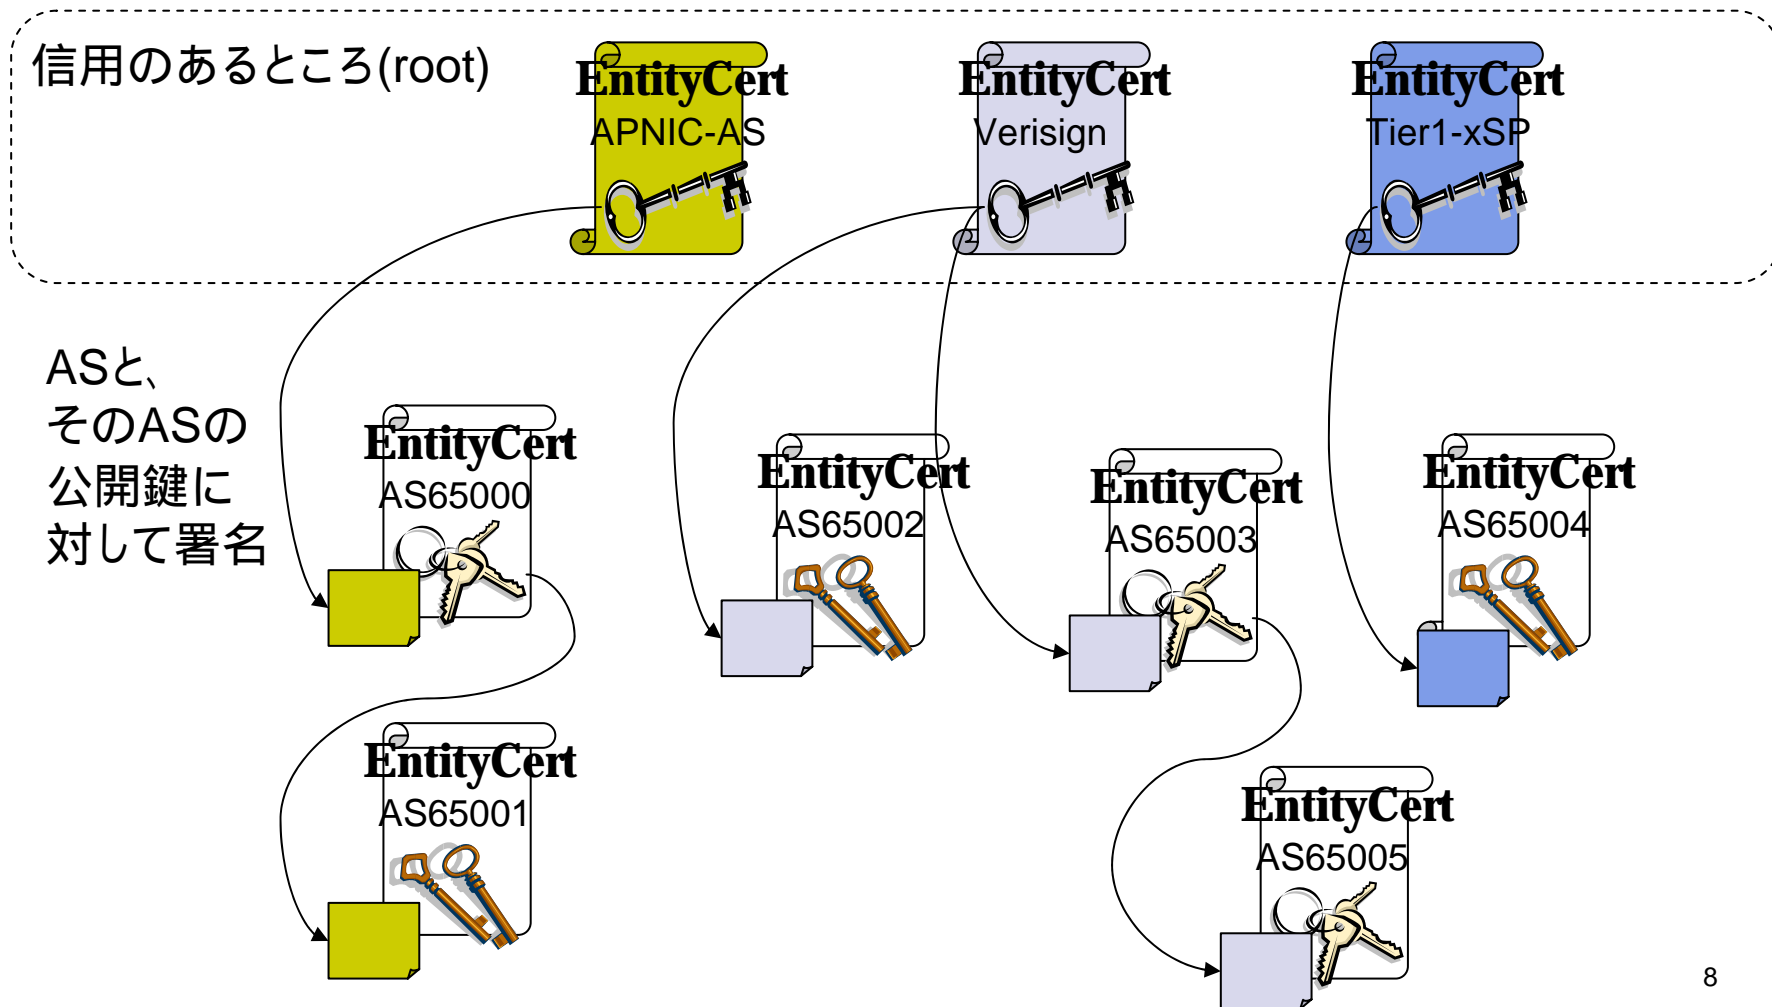 信用のあるところ(root)
EntityCert
APNIC-AS
EntityCert
Verisign
EntityCert
Tier1-xSP
ASと、
そのASの
公開鍵に
対して署名
EntityCert
AS65000
EntityCert
AS65002
EntityCert
AS65003
EntityCert
AS65004
EntityCert
AS65001
EntityCert
AS65005
8